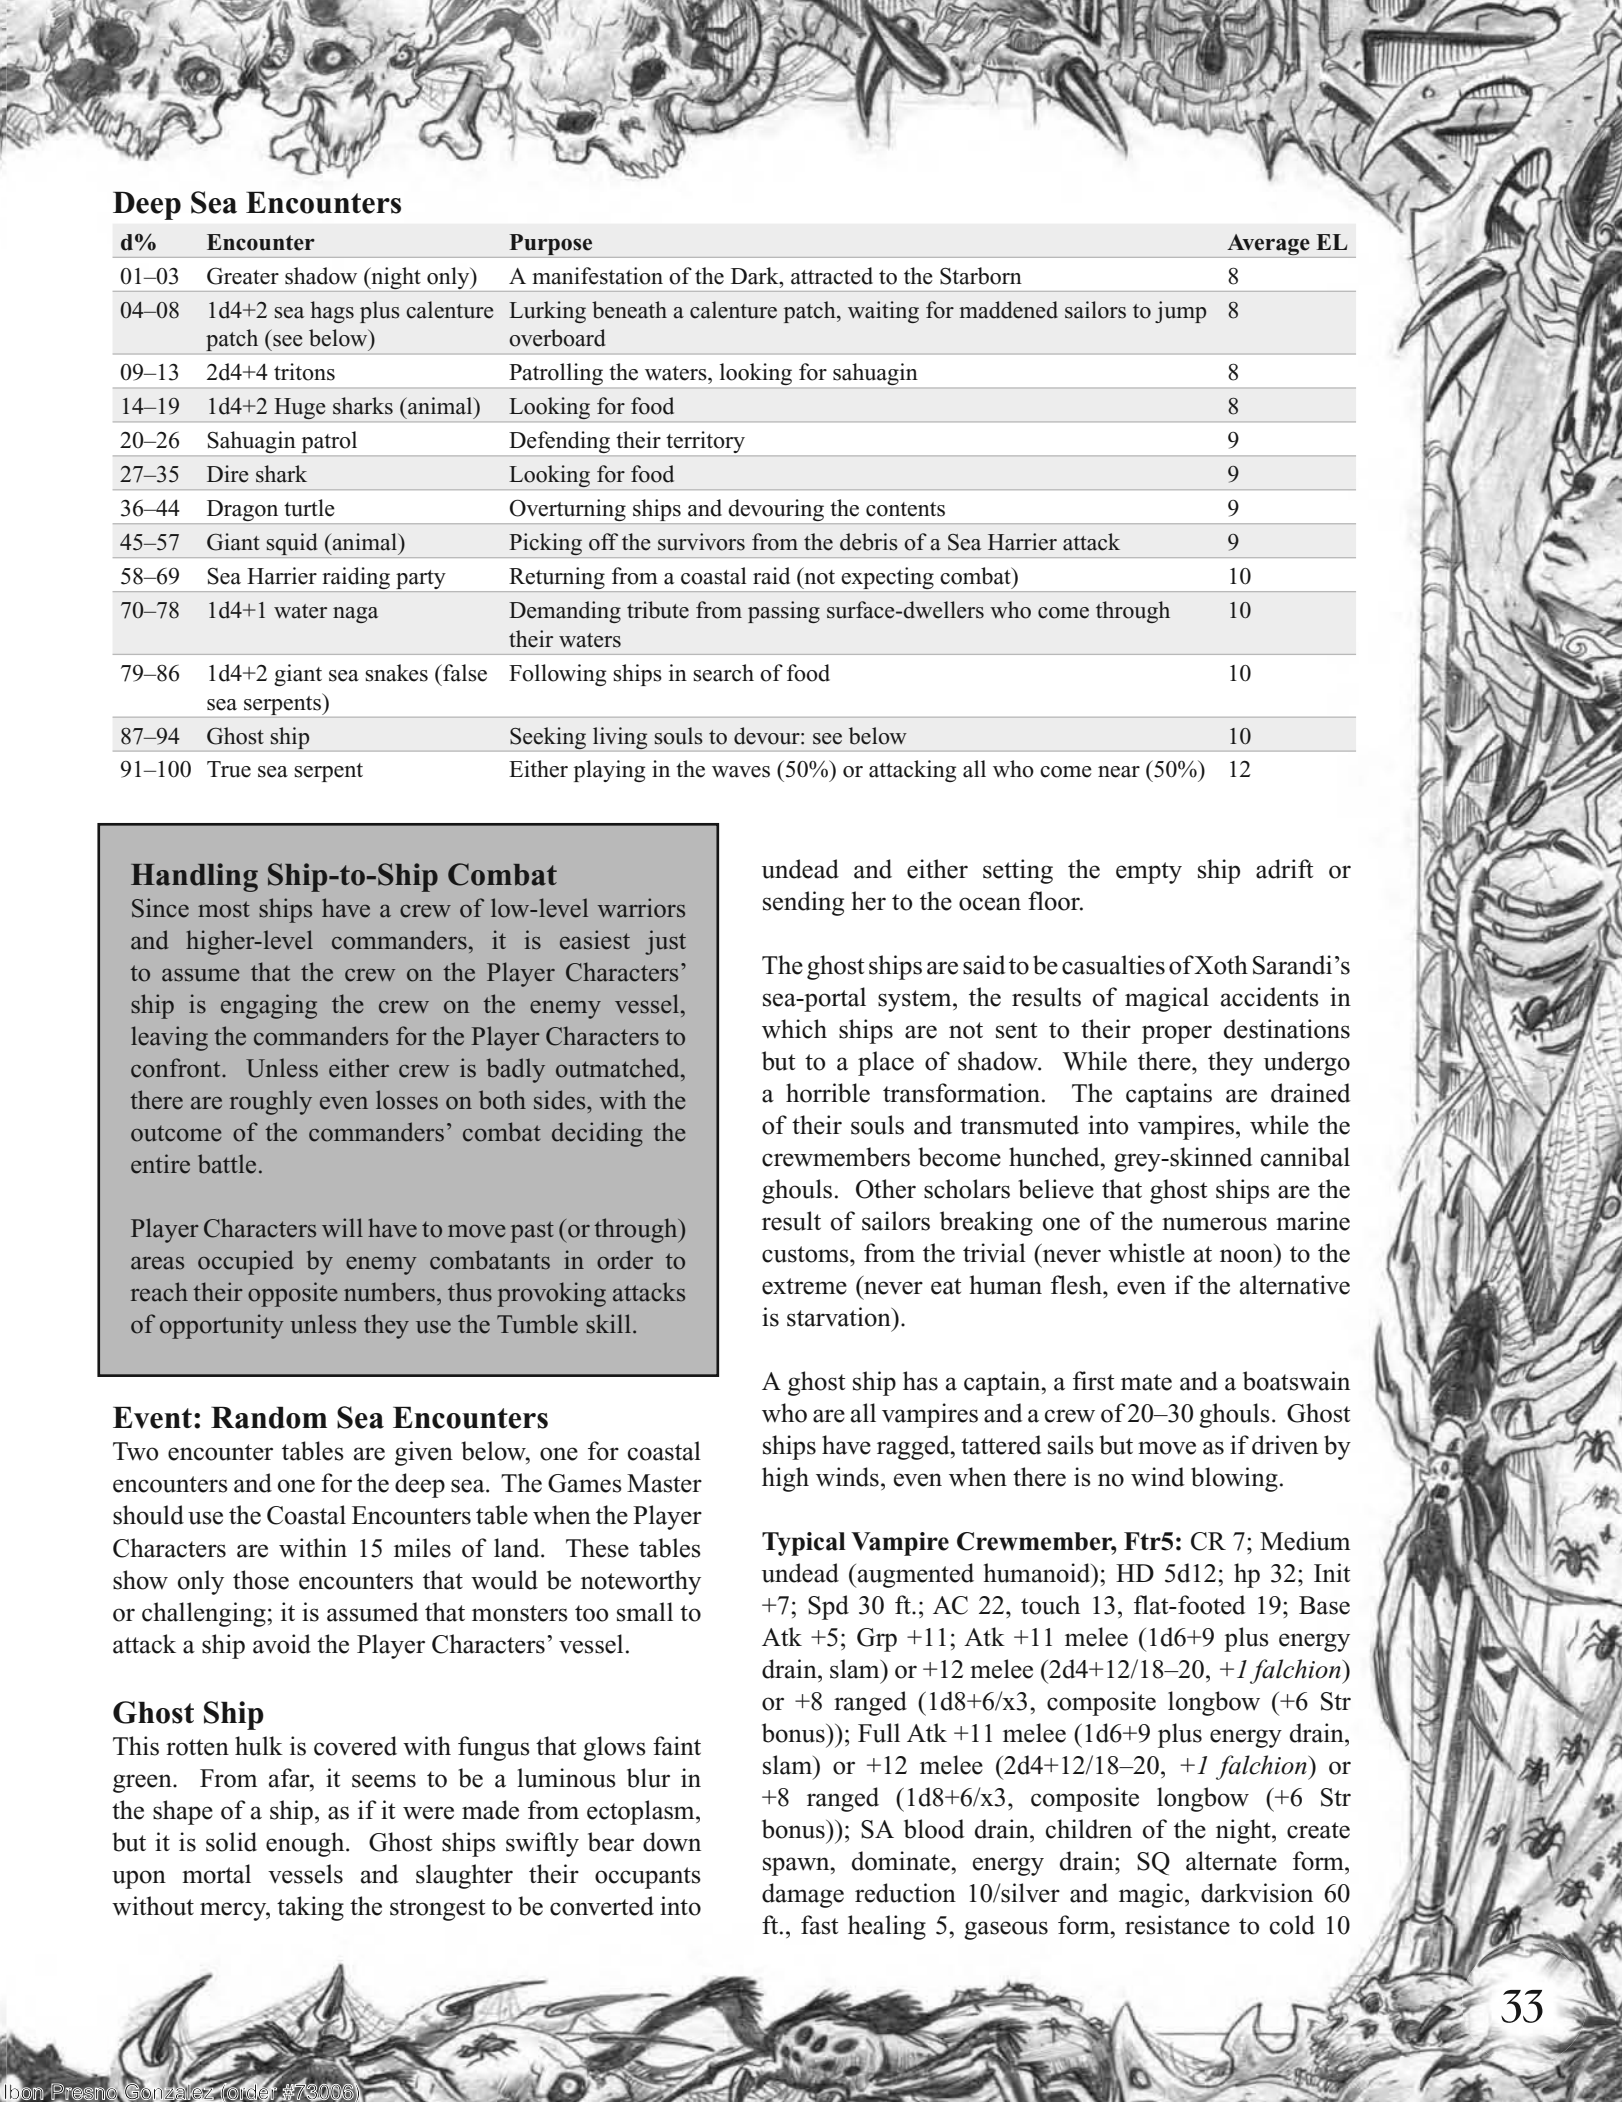 Deep Sea Encounters
d% Encounter Purpose Average EL
01–03 Greater shadow (night only) A manifestation of the Dark, attracted to the Starborn 8
04–08 1d4+2 sea hags plus calenture Lurking beneath a calenture patch, waiting for maddened sailors to jump 8
patch (see below) overboard
09–13 2d4+4 tritons Patrolling the waters, looking for sahuagin 8
14–19 1d4+2 Huge sharks (animal) Looking for food 8
20–26 Sahuagin patrol Defending their territory 9
27–35 Dire shark Looking for food 9
36–44 Dragon turtle Overturning ships and devouring the contents 9
45–57 Giant squid (animal) Picking off the survivors from the debris of a Sea Harrier attack 9
58–69 Sea Harrier raiding party Returning from a coastal raid (not expecting combat) 10
70–78 1d4+1 water naga Demanding tribute from passing surface-dwellers who come through 10
their waters
79–86 1d4+2 giant sea snakes (false Following ships in search of food 10
sea serpents)
87–94 Ghost ship Seeking living souls to devour: see below 10
91–100 True sea serpent Either playing in the waves (50%) or attacking all who come near (50%) 12
Handling Ship-to-Ship Combat
Since most ships have a crew of low-level warriors
and higher-level commanders, it is easiest just
to assume that the crew on the Player Characters'
ship is engaging the crew on the enemy vessel,
leaving the commanders for the Player Characters to
confront. Unless either crew is badly outmatched,
there are roughly even losses on both sides, with the
outcome of the commanders' combat deciding the
entire battle.
Player Characters will have to move past (or through)
areas occupied by enemy combatants in order to
reach their opposite numbers, thus provoking attacks
of opportunity unless they use the Tumble skill.
Event: Random Sea Encounters
Two encounter tables are given below, one for coastal
encounters and one for the deep sea. The Games Master
should use the Coastal Encounters table when the Player
Characters are within 15 miles of land. These tables
show only those encounters that would be noteworthy
or challenging; it is assumed that monsters too small to
attack a ship avoid the Player Characters' vessel.
Ghost Ship
This rotten hulk is covered with fungus that glows faint
green. From afar, it seems to be a luminous blur in
the shape of a ship, as if it were made from ectoplasm,
but it is solid enough. Ghost ships swiftly bear down
upon mortal vessels and slaughter their occupants
without mercy, taking the strongest to be converted into
undead and either setting the empty ship adrift or
sending her to the ocean floor.
The ghost ships are said to be casualties of Xoth Sarandi's
sea-portal system, the results of magical accidents in
which ships are not sent to their proper destinations
but to a place of shadow. While there, they undergo
a horrible transformation. The captains are drained
of their souls and transmuted into vampires, while the
crewmembers become hunched, grey-skinned cannibal
ghouls. Other scholars believe that ghost ships are the
result of sailors breaking one of the numerous marine
customs, from the trivial (never whistle at noon) to the
extreme (never eat human flesh, even if the alternative
is starvation).
A ghost ship has a captain, a first mate and a boatswain
who are all vampires and a crew of 20–30 ghouls. Ghost
ships have ragged, tattered sails but move as if driven by
high winds, even when there is no wind blowing.
Typical Vampire Crewmember, Ftr5: CR 7; Medium
undead (augmented humanoid); HD 5d12; hp 32; Init
+7; Spd 30 ft.; AC 22, touch 13, flat-footed 19; Base
Atk +5; Grp +11; Atk +11 melee (1d6+9 plus energy
drain, slam) or +12 melee (2d4+12/18–20, +1 falchion)
or +8 ranged (1d8+6/x3, composite longbow (+6 Str
bonus)); Full Atk +11 melee (1d6+9 plus energy drain,
slam) or +12 melee (2d4+12/18–20, +1 falchion) or
+8 ranged (1d8+6/x3, composite longbow (+6 Str
bonus)); SA blood drain, children of the night, create
spawn, dominate, energy drain; SQ alternate form,
damage reduction 10/silver and magic, darkvision 60
ft., fast healing 5, gaseous form, resistance to cold 10
33
Ibon Presno Gonzalez (order #73006)